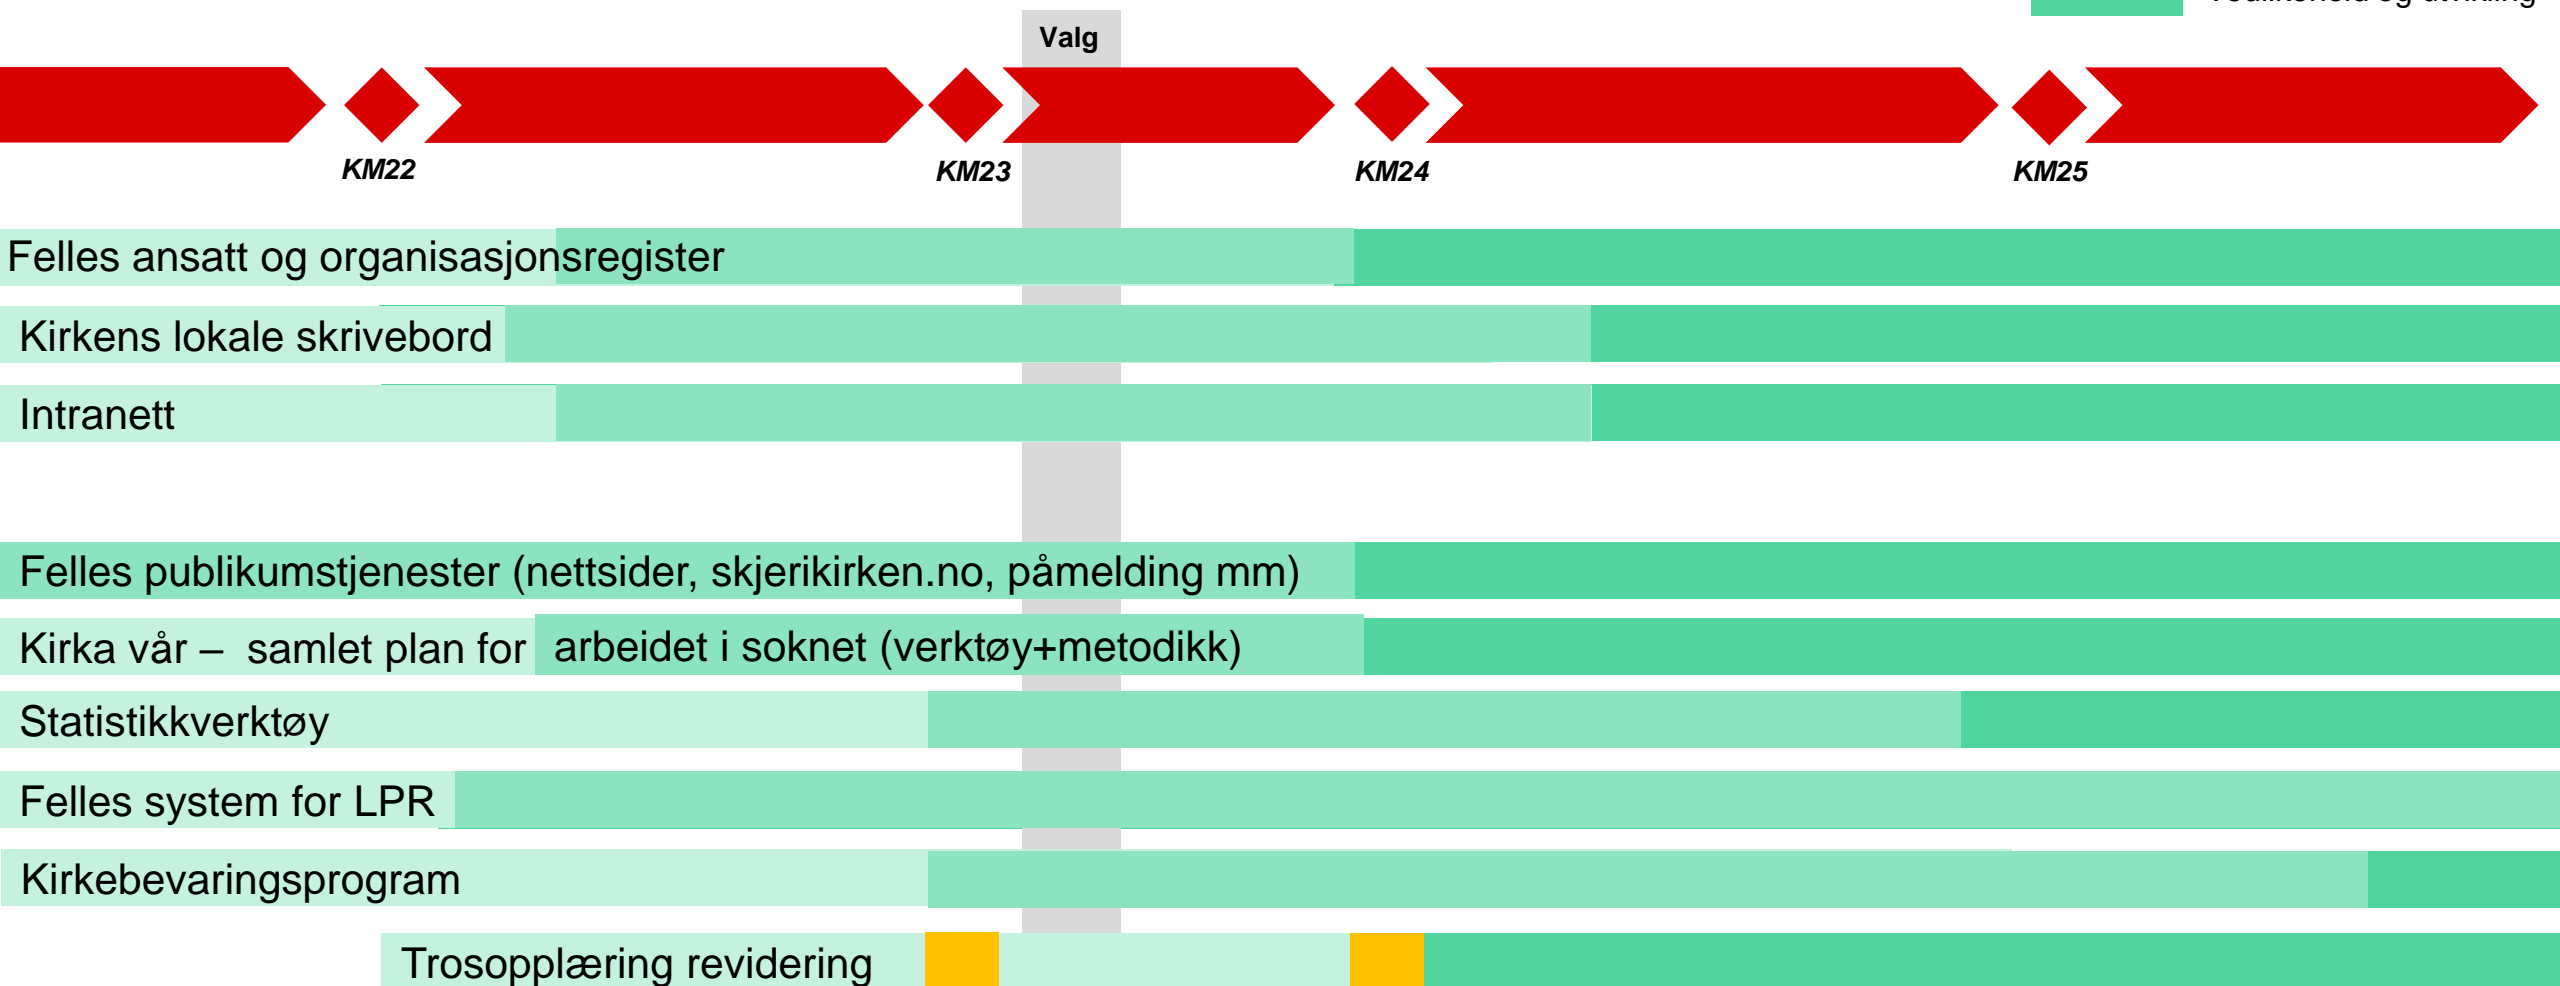 Valg
KM22
KM23
KM24
KM25
Felles ansatt og organisasjonsregister
Kirkens lokale skrivebord
Intranett
Felles publikumstjenester (nettsider, skjerikirken.no, påmelding mm)
Kirka vår – samlet plan for arbeidet i soknet (verktøy+metodikk)
Statistikkverktøy
Felles system for LPR
Kirkebevaringsprogram
Trosopplæring revidering